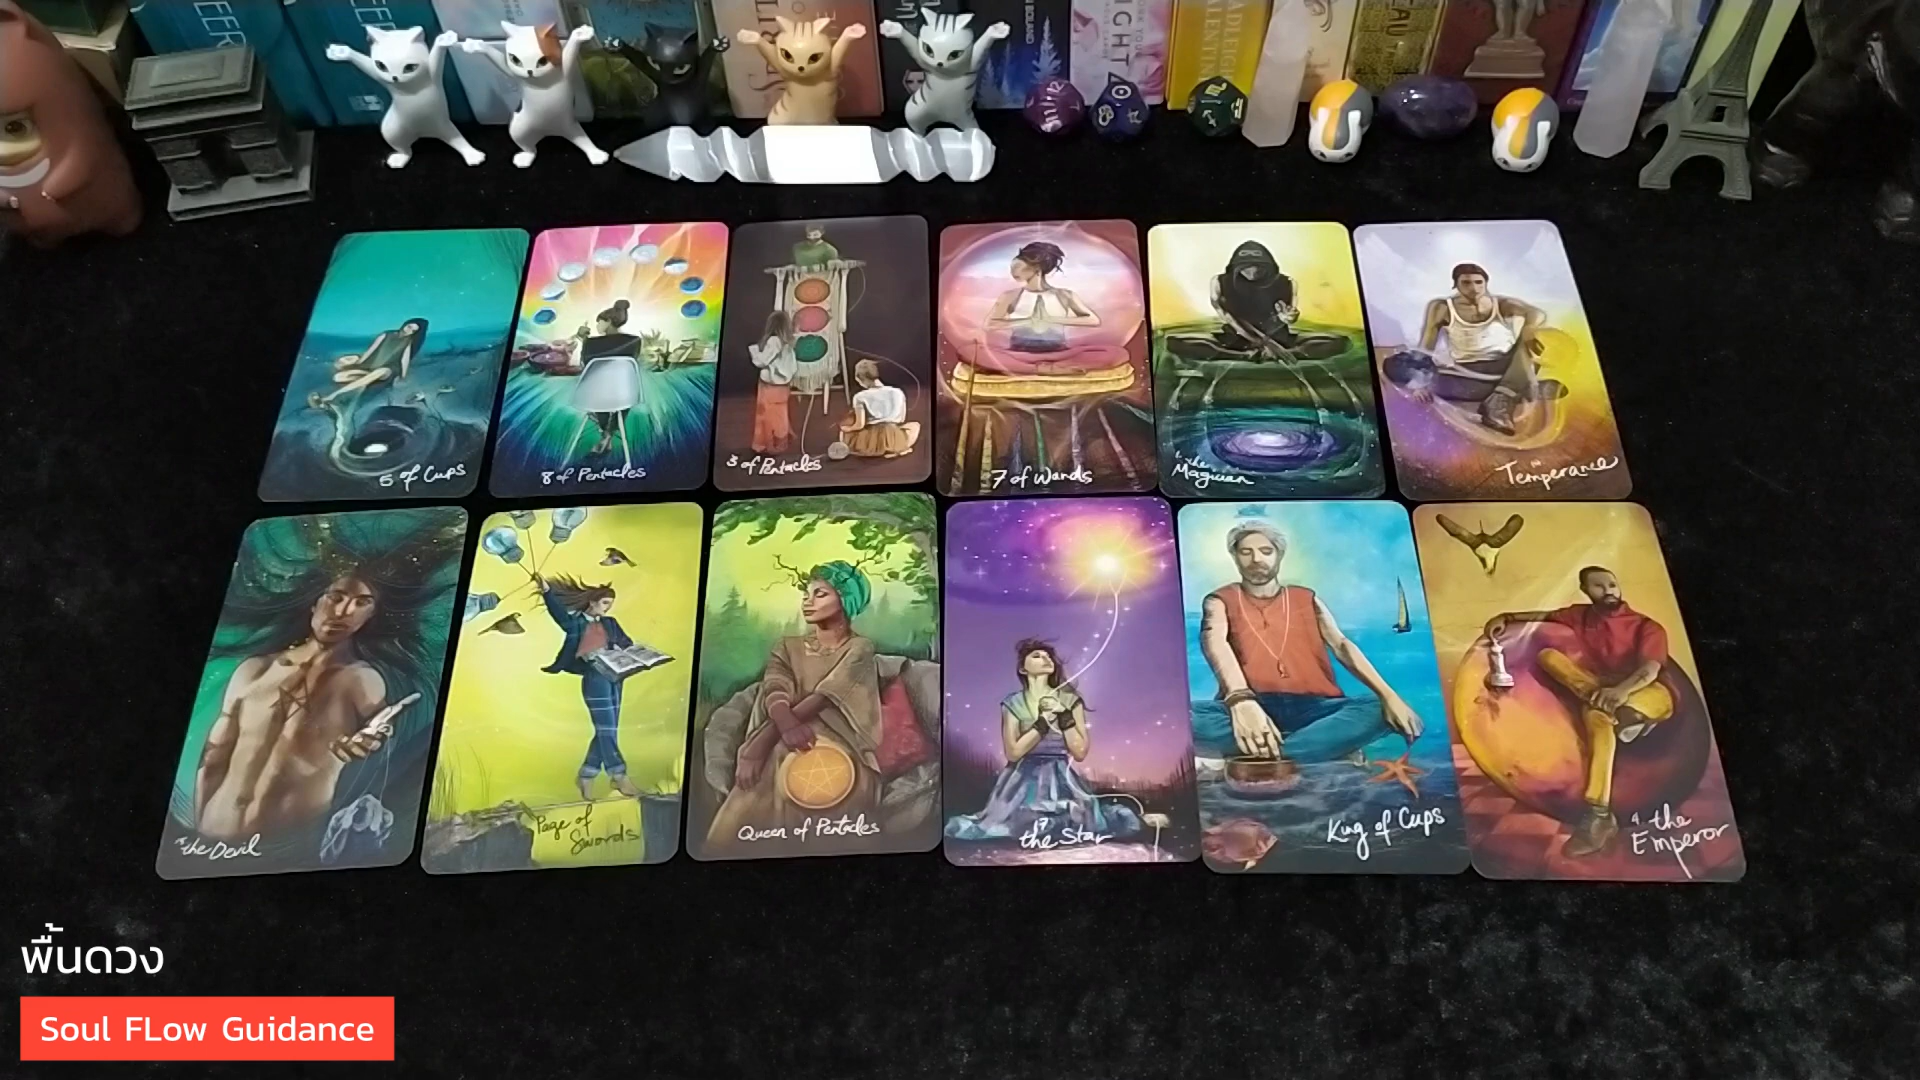 5 of Cups
8 of Pentacles
3 of Pentacles
7 of Wands
1. the
Magician
Temperance
15 the Devil
Page of
Swords
Queen of Pentacles
17
the Star
King of Cups
4. the
Emperor
พื้นดวง
Soul FLow Guidance